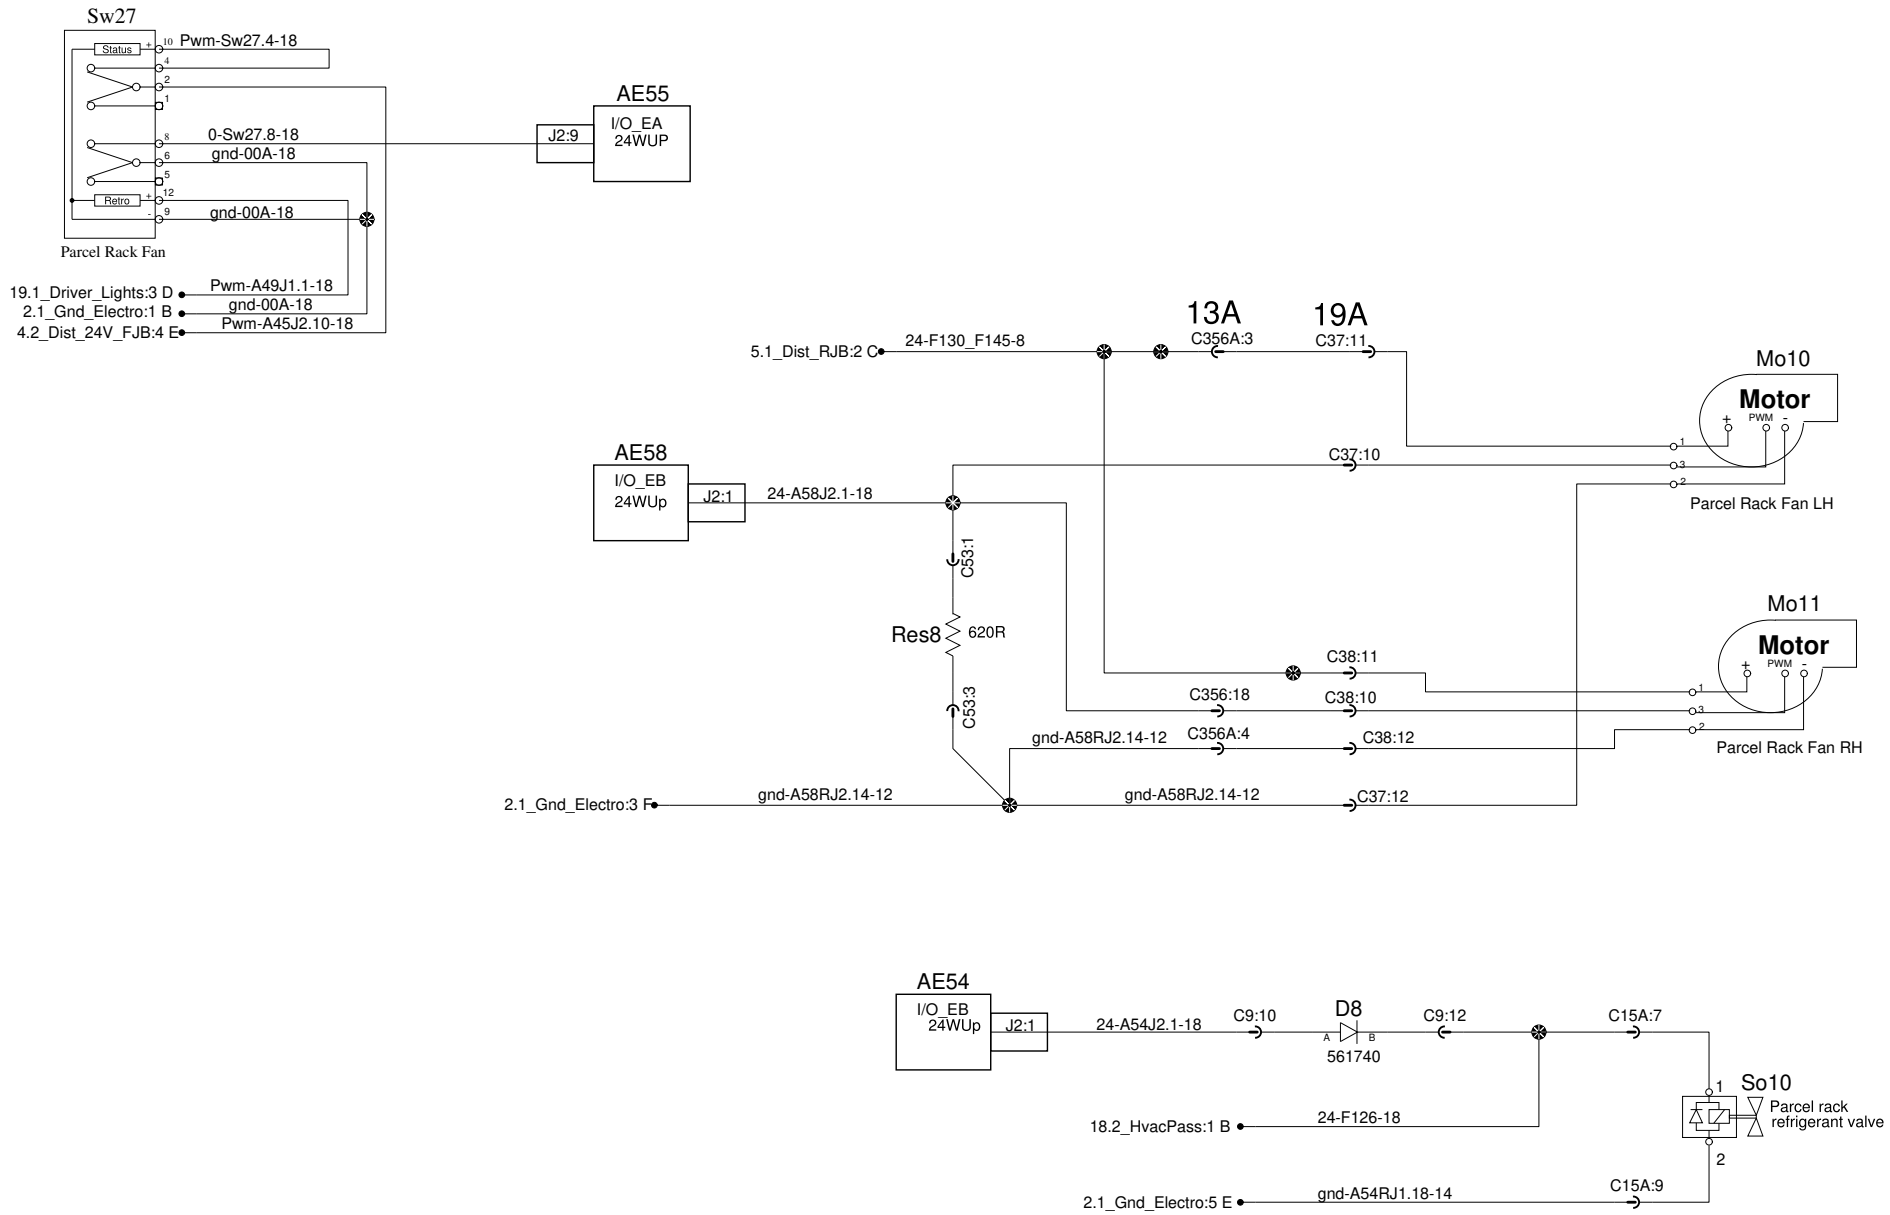 Sw27
Status + 10 Pwm-Sw27.4-18
4
2
1
8 0-Sw27.8-18
6 gnd-00A-18
5
Retro + 12
- 9 gnd-00A-18
Parcel Rack Fan
19.1_Driver_Lights:3 D Pwm-A49J1.1-18
2.1_Gnd_Electro:1 B gnd-00A-18
4.2_Dist_24V_FJB:4 E Pwm-A45J2.10-18
AE55
I/O_EA
J2:9 24WUP
13A 19A
5.1_Dist_RJB:2 C 24-F130_F145-8 C356A:3 C37:11
Mo10
Motor
+ PWM -
1
3
2
Parcel Rack Fan LH
AE58
I/O_EB
24WUp J2:1 24-A58J2.1-18
C37:10
C53:1
Res8 620R
C53:3
Mo11
Motor
+ PWM -
1
3
2
Parcel Rack Fan RH
C38:11
C356:18 C38:10
gnd-A58RJ2.14-12 C356A:4 C38:12
2.1_Gnd_Electro:3 F gnd-A58RJ2.14-12 gnd-A58RJ2.14-12 C37:12
AE54
I/O_EB
24WUp J2:1 24-A54J2.1-18 C9:10 D8 C9:12 C15A:7
A B
561740
1 So10
Parcel rack
refrigerant valve
2
18.2_HvacPass:1 B 24-F126-18
2.1_Gnd_Electro:5 E gnd-A54RJ1.18-14 C15A:9